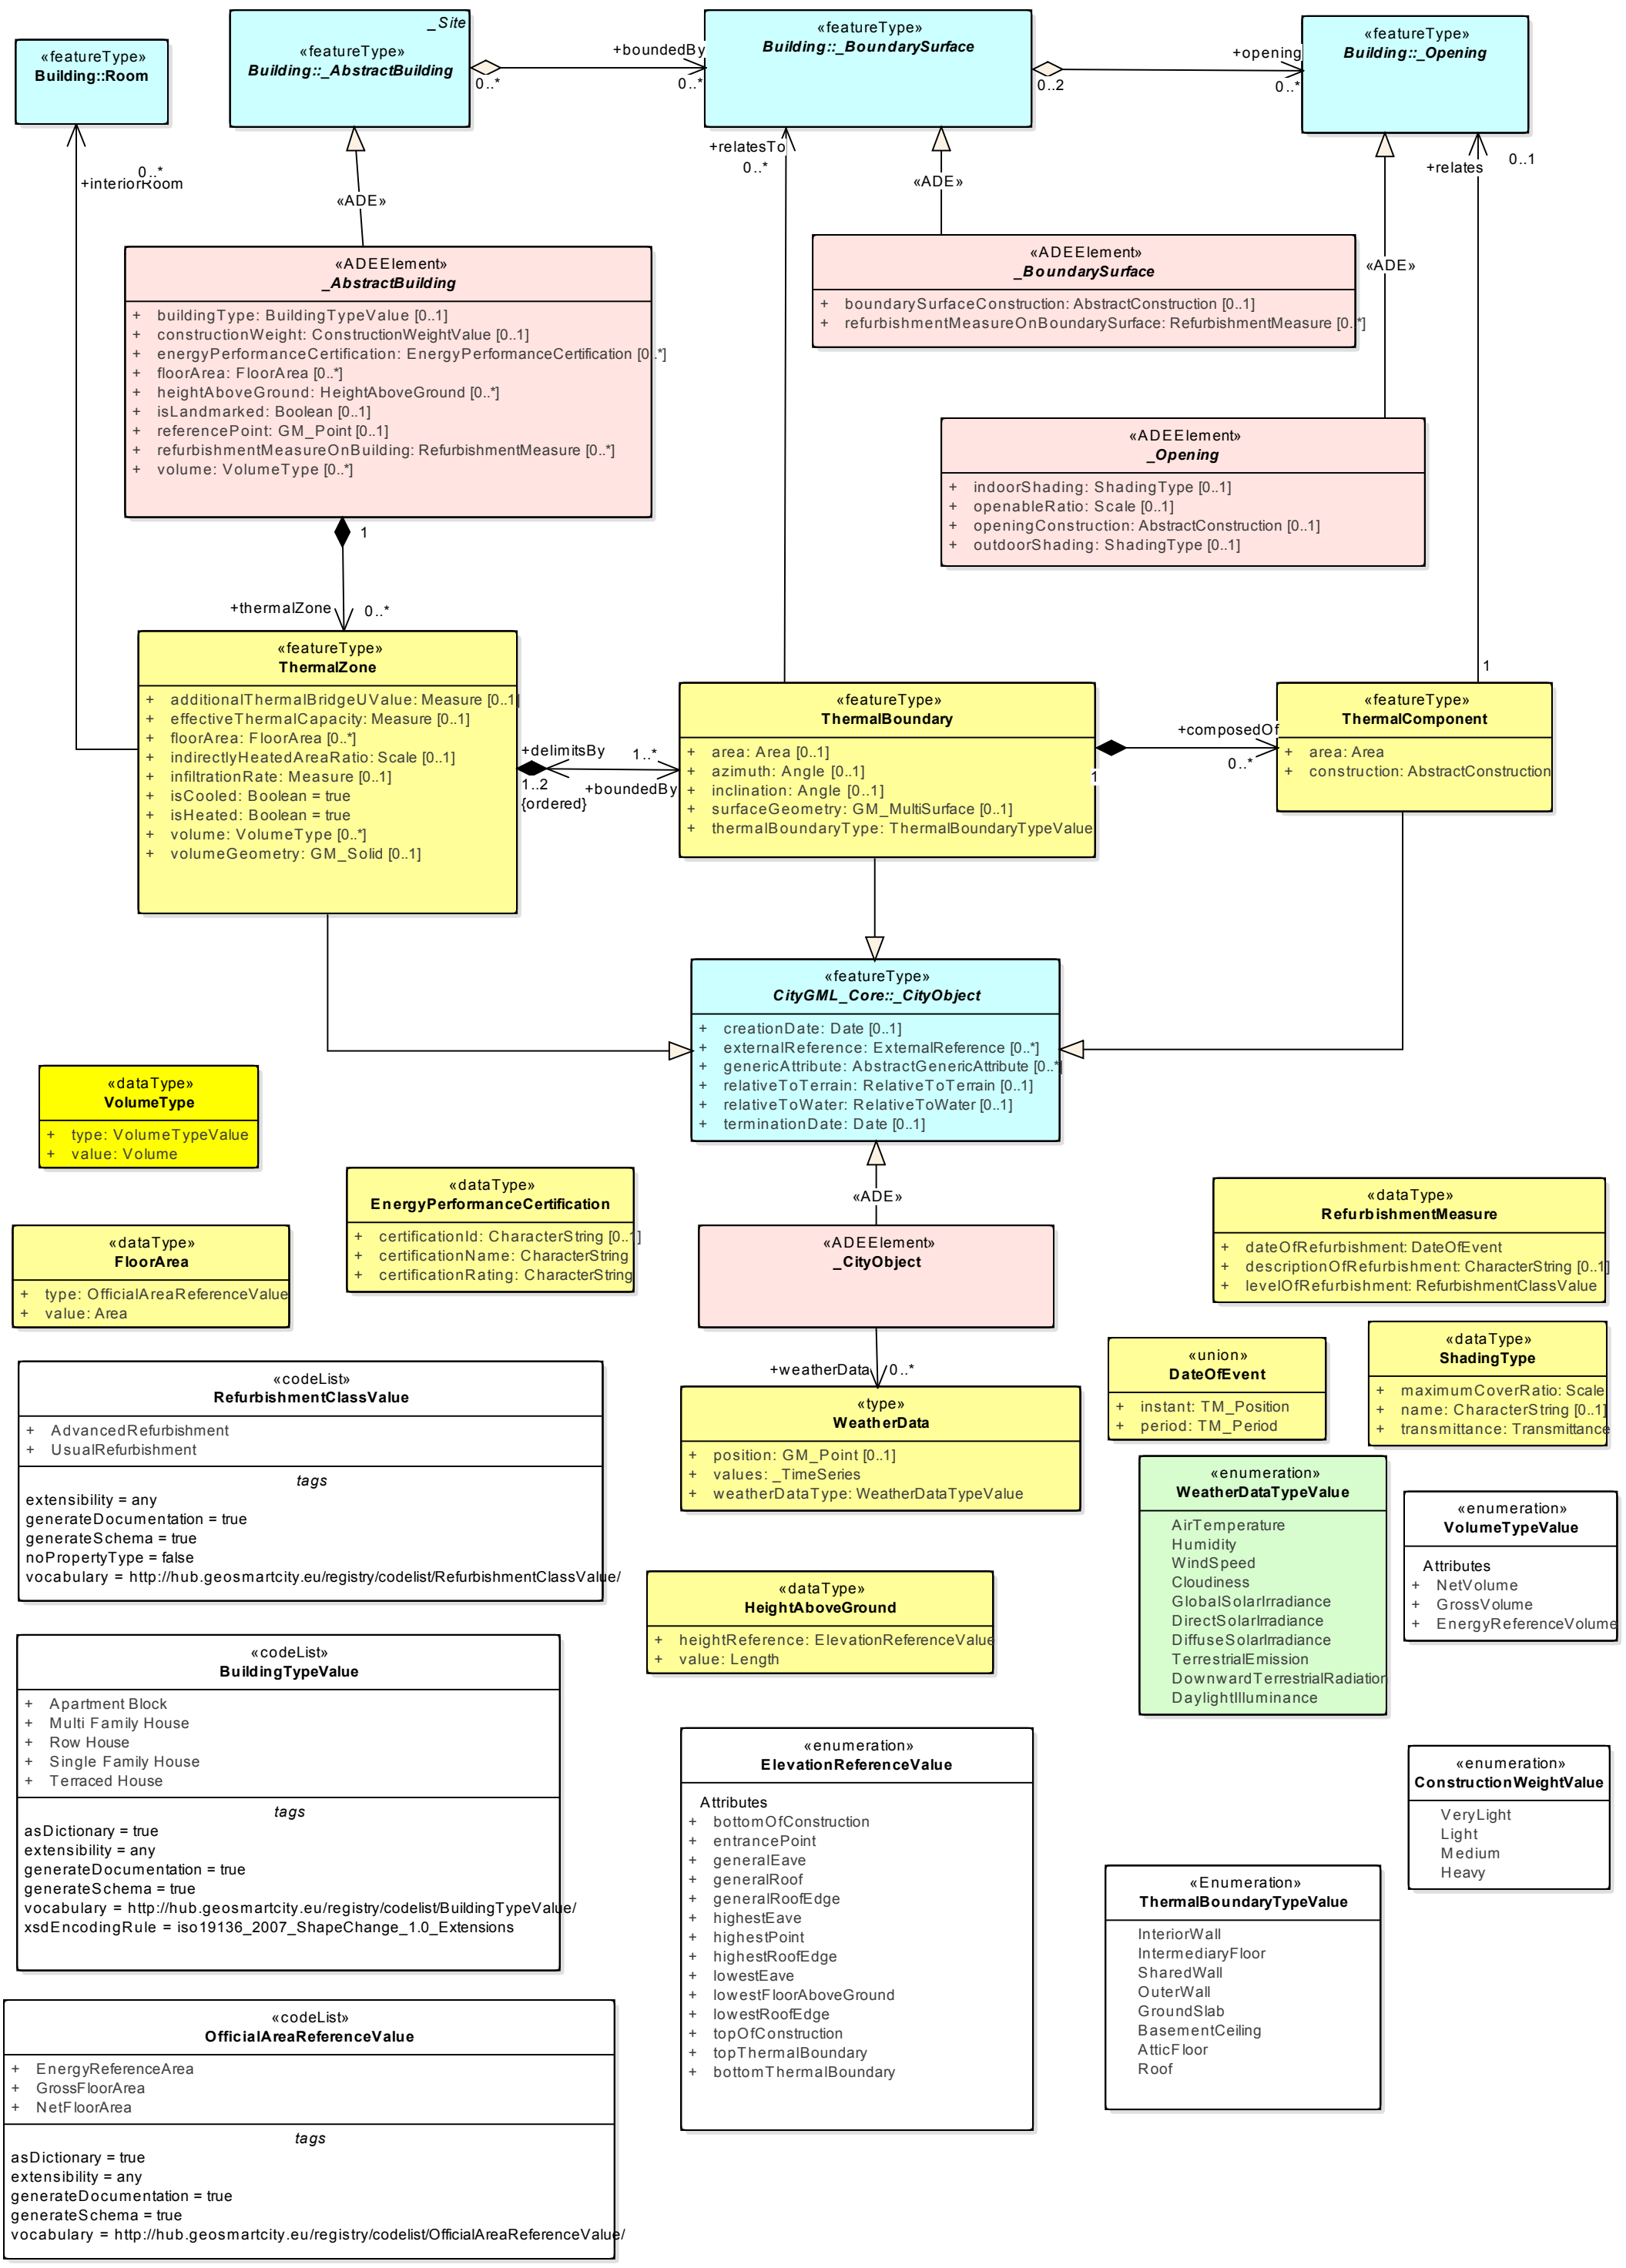 «featureType»
Building::Room
_Site
«featureType»
Building::_AbstractBuilding
«featureType»
Building::_BoundarySurface
«featureType»
Building::_Opening
+boundedBy
0..*
0..*
+opening
0..2
0..*
+relatesTo
0..*
+relates
0..1
0..*
+interiorRoom
«ADE»
«ADE»
«ADE»
«ADEElement»
_AbstractBuilding
+ buildingType: BuildingTypeValue [0..1]
+ constructionWeight: ConstructionWeightValue [0..1]
+ energyPerformanceCertification: EnergyPerformanceCertification [0..*]
+ floorArea: FloorArea [0..*]
+ heightAboveGround: HeightAboveGround [0..*]
+ isLandmarked: Boolean [0..1]
+ referencePoint: GM_Point [0..1]
+ refurbishmentMeasureOnBuilding: RefurbishmentMeasure [0..*]
+ volume: VolumeType [0..*]
«ADEElement»
_BoundarySurface
+ boundarySurfaceConstruction: AbstractConstruction [0..1]
+ refurbishmentMeasureOnBoundarySurface: RefurbishmentMeasure [0..*]
«ADEElement»
_Opening
+ indoorShading: ShadingType [0..1]
+ openableRatio: Scale [0..1]
+ openingConstruction: AbstractConstruction [0..1]
+ outdoorShading: ShadingType [0..1]
1
+thermalZone
0..*
«featureType»
ThermalZone
+ additionalThermalBridgeUValue: Measure [0..1]
+ effectiveThermalCapacity: Measure [0..1]
+ floorArea: FloorArea [0..*]
+ indirectlyHeatedAreaRatio: Scale [0..1]
+ infiltrationRate: Measure [0..1]
+ isCooled: Boolean = true
+ isHeated: Boolean = true
+ volume: VolumeType [0..*]
+ volumeGeometry: GM_Solid [0..1]
+delimitsBy
1..*
1..2
+boundedBy
{ordered}
«featureType»
ThermalBoundary
+ area: Area [0..1]
+ azimuth: Angle [0..1]
+ inclination: Angle [0..1]
+ surfaceGeometry: GM_MultiSurface [0..1]
+ thermalBoundaryType: ThermalBoundaryTypeValue
+composedOf
0..*
1
1
«featureType»
ThermalComponent
+ area: Area
+ construction: AbstractConstruction
«featureType»
CityGML_Core::_CityObject
+ creationDate: Date [0..1]
+ externalReference: ExternalReference [0..*]
+ genericAttribute: AbstractGenericAttribute [0..*]
+ relativeToTerrain: RelativeToTerrain [0..1]
+ relativeToWater: RelativeToWater [0..1]
+ terminationDate: Date [0..1]
«ADE»
«ADEElement»
_CityObject
+weatherData
0..*
«type»
WeatherData
+ position: GM_Point [0..1]
+ values: _TimeSeries
+ weatherDataType: WeatherDataTypeValue
«dataType»
VolumeType
+ type: VolumeTypeValue
+ value: Volume
«dataType»
EnergyPerformanceCertification
+ certificationId: CharacterString [0..1]
+ certificationName: CharacterString
+ certificationRating: CharacterString
«dataType»
FloorArea
+ type: OfficialAreaReferenceValue
+ value: Area
«dataType»
RefurbishmentMeasure
+ dateOfRefurbishment: DateOfEvent
+ descriptionOfRefurbishment: CharacterString [0..1]
+ levelOfRefurbishment: RefurbishmentClassValue
«union»
DateOfEvent
+ instant: TM_Position
+ period: TM_Period
«dataType»
ShadingType
+ maximumCoverRatio: Scale
+ name: CharacterString [0..1]
+ transmittance: Transmittance
«codeList»
RefurbishmentClassValue
+ AdvancedRefurbishment
+ UsualRefurbishment
tags
extensibility = any
generateDocumentation = true
generateSchema = true
noPropertyType = false
vocabulary = http://hub.geosmartcity.eu/registry/codelist/RefurbishmentClassValue/
«enumeration»
WeatherDataTypeValue
AirTemperature
Humidity
WindSpeed
Cloudiness
GlobalSolarIrradiance
DirectSolarIrradiance
DiffuseSolarIrradiance
TerrestrialEmission
DownwardTerrestrialRadiation
DaylightIlluminance
«enumeration»
VolumeTypeValue
Attributes
+ NetVolume
+ GrossVolume
+ EnergyReferenceVolume
«dataType»
HeightAboveGround
+ heightReference: ElevationReferenceValue
+ value: Length
«codeList»
BuildingTypeValue
+ Apartment Block
+ Multi Family House
+ Row House
+ Single Family House
+ Terraced House
tags
asDictionary = true
extensibility = any
generateDocumentation = true
generateSchema = true
vocabulary = http://hub.geosmartcity.eu/registry/codelist/BuildingTypeValue/
xsdEncodingRule = iso19136_2007_ShapeChange_1.0_Extensions
«enumeration»
ElevationReferenceValue
Attributes
+ bottomOfConstruction
+ entrancePoint
+ generalEave
+ generalRoof
+ generalRoofEdge
+ highestEave
+ highestPoint
+ highestRoofEdge
+ lowestEave
+ lowestFloorAboveGround
+ lowestRoofEdge
+ topOfConstruction
+ topThermalBoundary
+ bottomThermalBoundary
«enumeration»
ConstructionWeightValue
VeryLight
Light
Medium
Heavy
«Enumeration»
ThermalBoundaryTypeValue
InteriorWall
IntermediaryFloor
SharedWall
OuterWall
GroundSlab
BasementCeiling
AtticFloor
Roof
«codeList»
OfficialAreaReferenceValue
+ EnergyReferenceArea
+ GrossFloorArea
+ NetFloorArea
tags
asDictionary = true
extensibility = any
generateDocumentation = true
generateSchema = true
vocabulary = http://hub.geosmartcity.eu/registry/codelist/OfficialAreaReferenceValue/